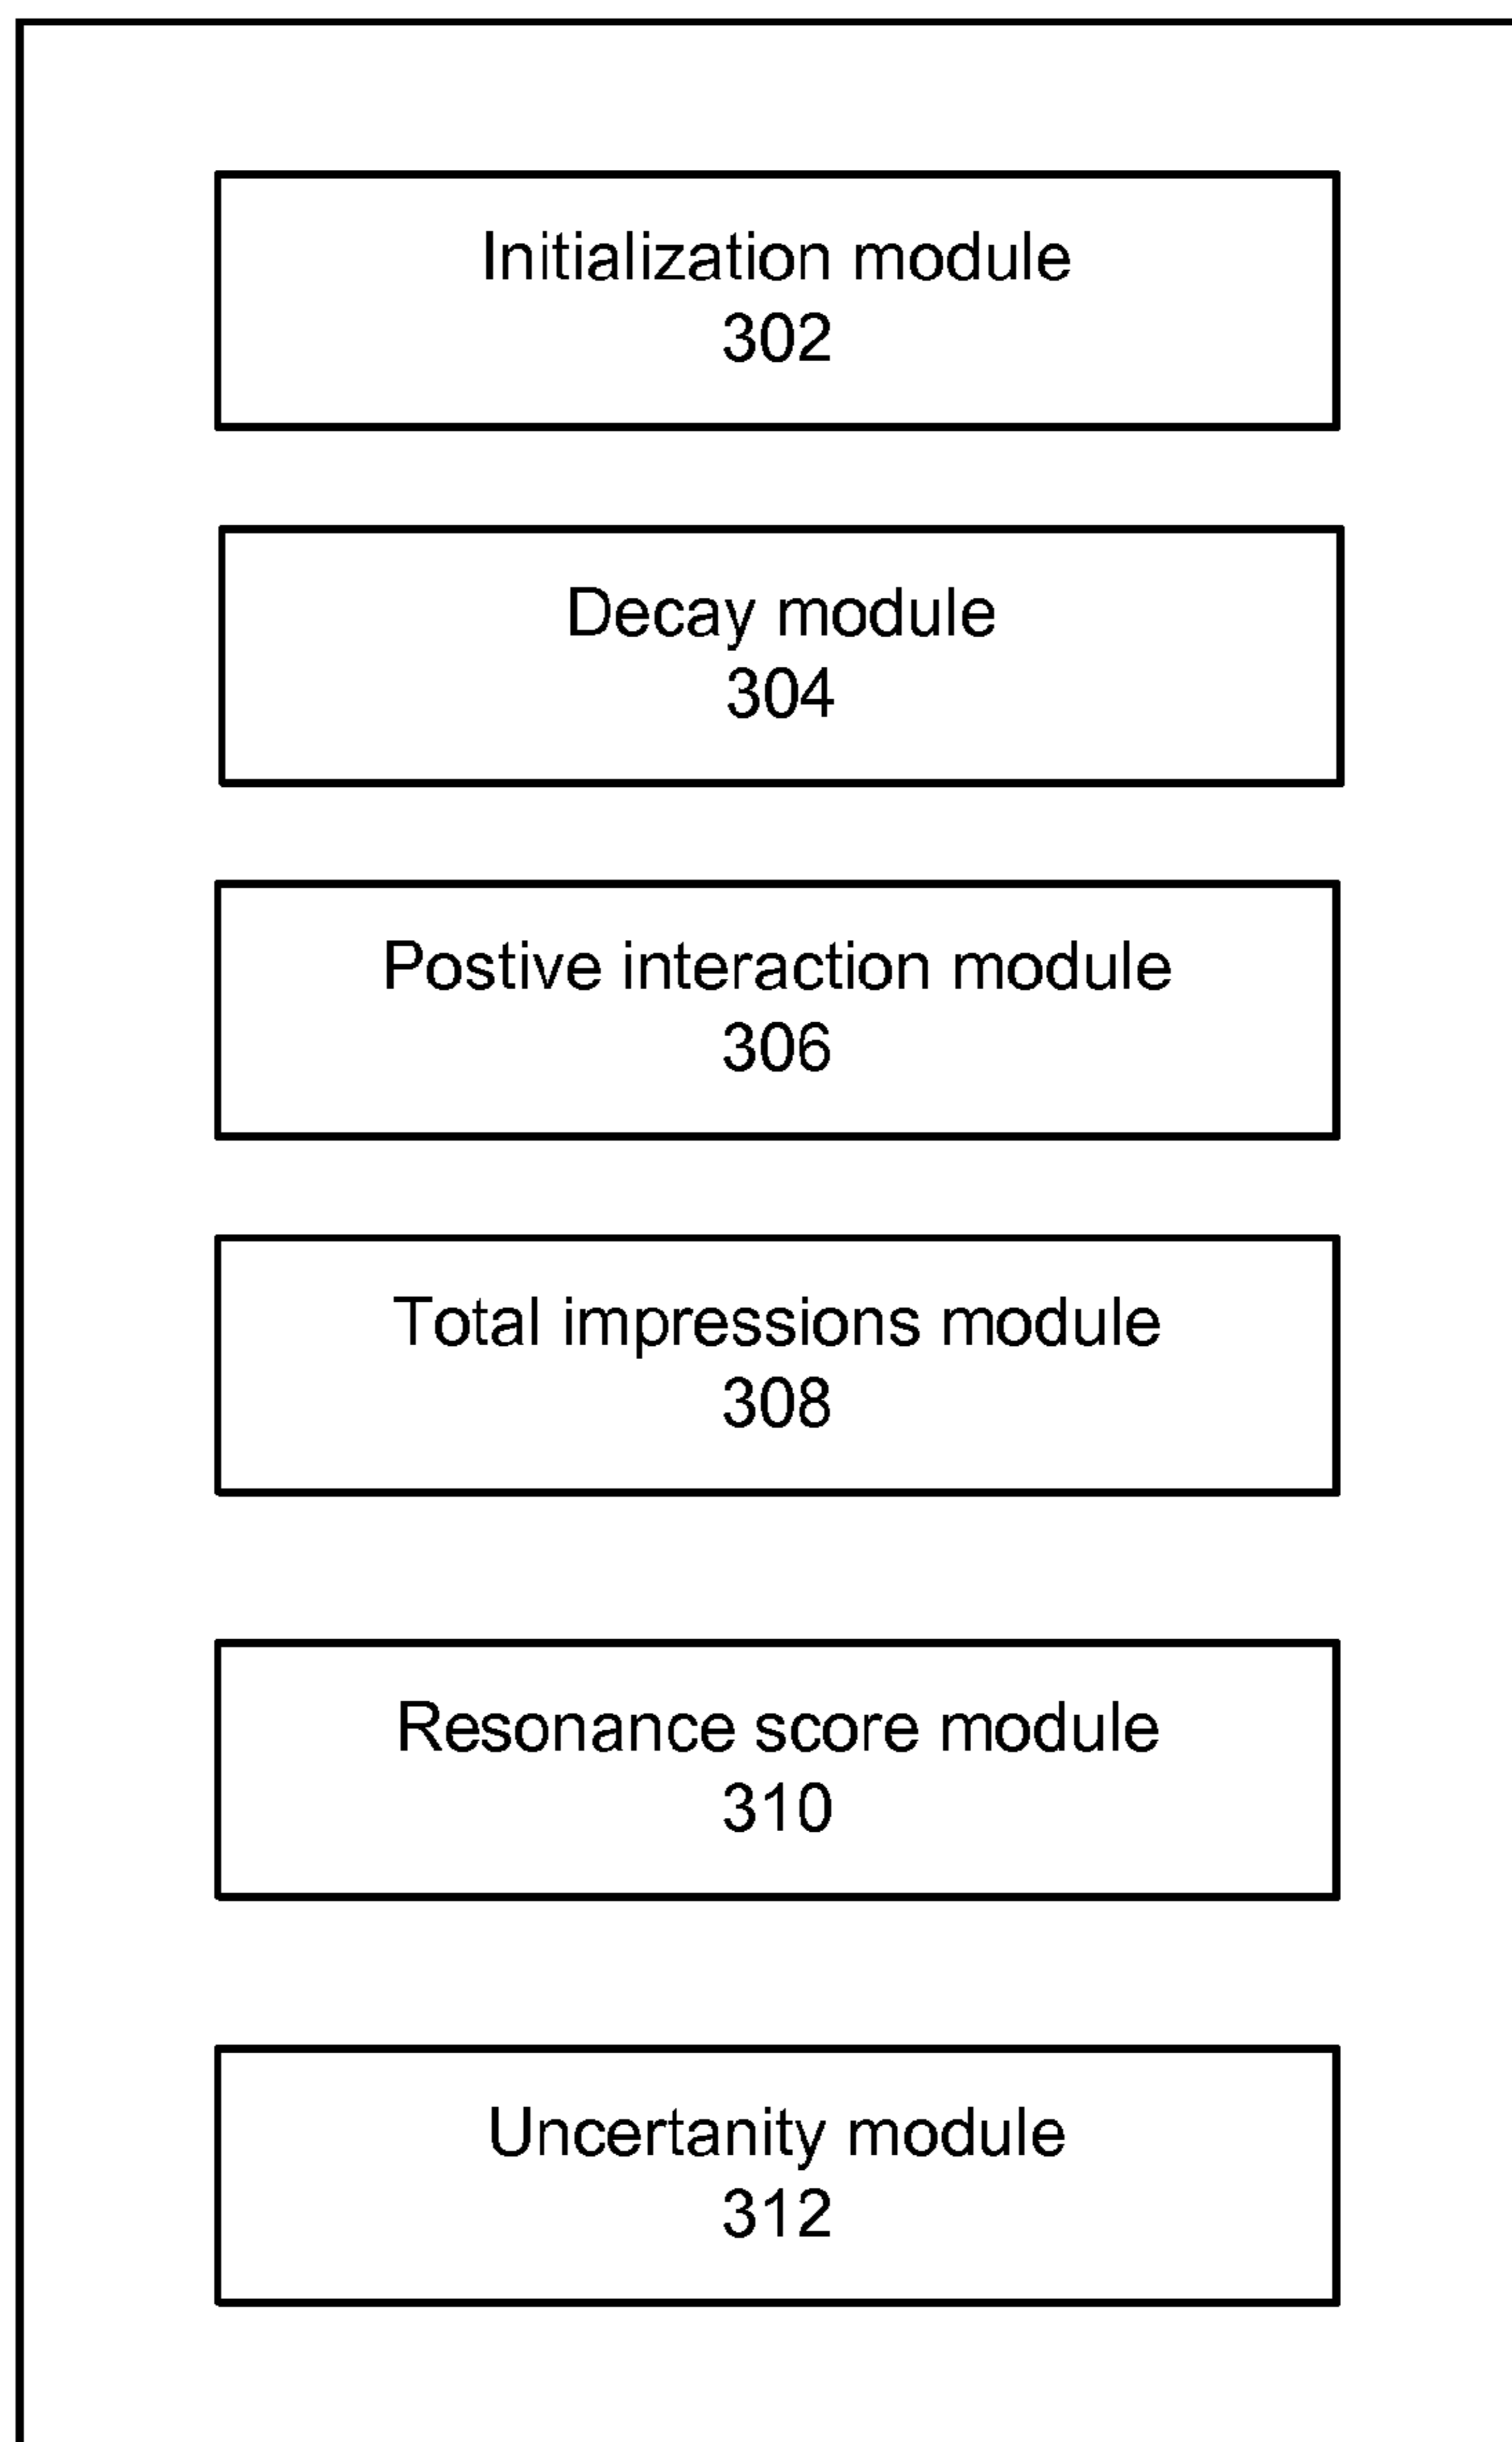 Initialization module
302
Decay module
304
Postive interaction module
306
Total impressions module
308
Resonance score module
310
Uncertanity module
312